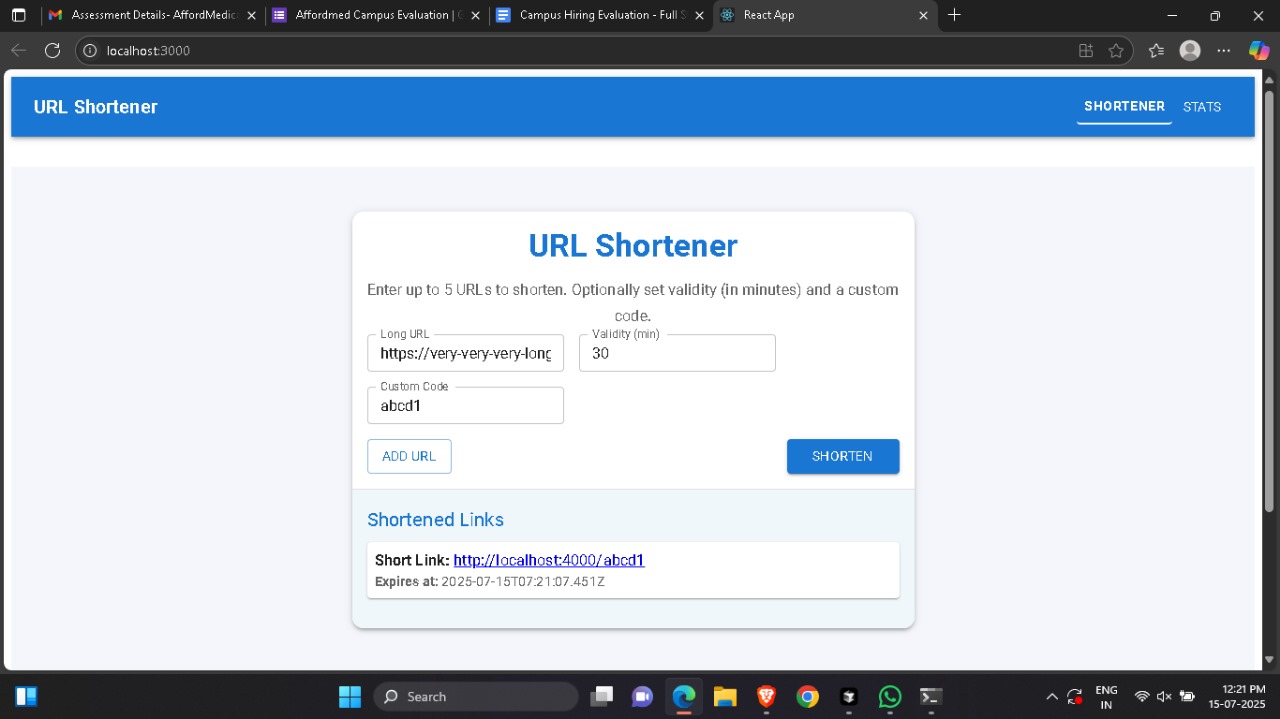 Assessment Details- AffordMedica
Affordmed Campus Evaluation | G
Campus Hiring Evaluation - Full S
React App
localhost:3000
URL Shortener
SHORTENER
STATS
URL Shortener
Enter up to 5 URLs to shorten. Optionally set validity (in minutes) and a custom
code.
Long URL
Validity (min)
https://very-very-very-long
30
Custom Code
abcd1
ADD URL
SHORTEN
Shortened Links
Short Link: http://localhost:4000/abcd1
Expires at: 2025-07-15T07:21:07.451Z
Search
ENG
IN
12:21 PM
15-07-2025